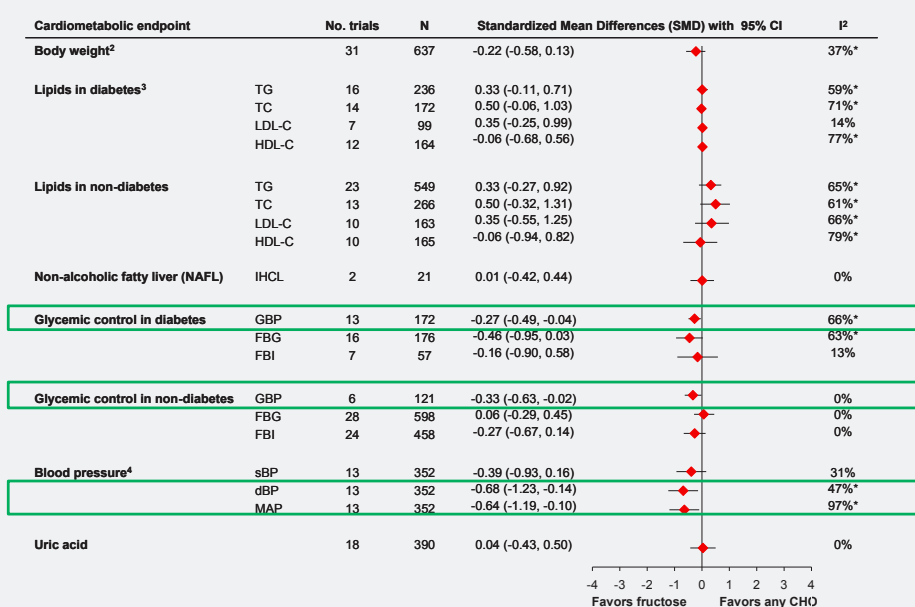 Cardiometabolic endpoint No. trials N Standardized Mean Differences (SMD) with 95% CI I²
Body weight² 31 637 -0.22 (-0.58, 0.13) 37%*
Lipids in diabetes³ TG 16 236 0.33 (-0.11, 0.71) 59%*
TC 14 172 0.50 (-0.06, 1.03) 71%*
LDL-C 7 99 0.35 (-0.25, 0.99) 14%
HDL-C 12 164 -0.06 (-0.68, 0.56) 77%*
Lipids in non-diabetes TG 23 549 0.33 (-0.27, 0.92) 65%*
TC 13 266 0.50 (-0.32, 1.31) 61%*
LDL-C 10 163 0.35 (-0.55, 1.25) 66%*
HDL-C 10 165 -0.06 (-0.94, 0.82) 79%*
Non-alcoholic fatty liver (NAFL) IHCL 2 21 0.01 (-0.42, 0.44) 0%
Glycemic control in diabetes GBP 13 172 -0.27 (-0.49, -0.04) 66%*
FBG 16 176 -0.46 (-0.95, 0.03) 63%*
FBI 7 57 -0.16 (-0.90, 0.58) 13%
Glycemic control in non-diabetes GBP 6 121 -0.33 (-0.63, -0.02) 0%
FBG 28 598 0.06 (-0.29, 0.45) 0%
FBI 24 458 -0.27 (-0.67, 0.14) 0%
Blood pressure⁴ sBP 13 352 -0.39 (-0.93, 0.16) 31%
dBP 13 352 -0.68 (-1.23, -0.14) 47%*
MAP 13 352 -0.64 (-1.19, -0.10) 97%*
Uric acid 18 390 0.04 (-0.43, 0.50) 0%
-4 -3 -2 -1 0 1 2 3 4
Favors fructose Favors any CHO